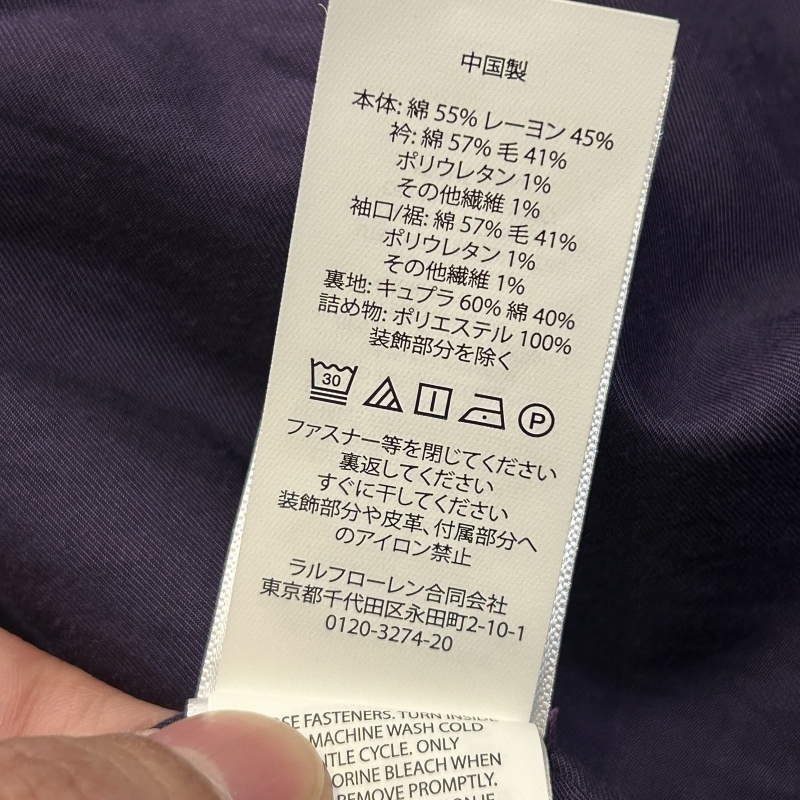 中国製
本体: 綿 55% レーヨン 45%
衿: 綿 57% 毛 41%
ポリウレタン 1%
その他繊維 1%
袖口/裾: 綿 57% 毛 41%
ポリウレタン 1%
その他繊維 1%
裏地: キュプラ 60% 綿 40%
詰め物: ポリエステル 100%
装飾部分を除く
30 P
ファスナー等を閉じてください
裏返してください
すぐに干してください
装飾部分や皮革、付属部分へ
のアイロン禁止
ラルフローレン合同会社
東京都千代田区永田町2-10-1
0120-3274-20
FASTENERS. TURN INSIDE
MACHINE WASH COLD
CYCLE. ONLY
BLEACH WHEN
REMOVE PROMPTLY.